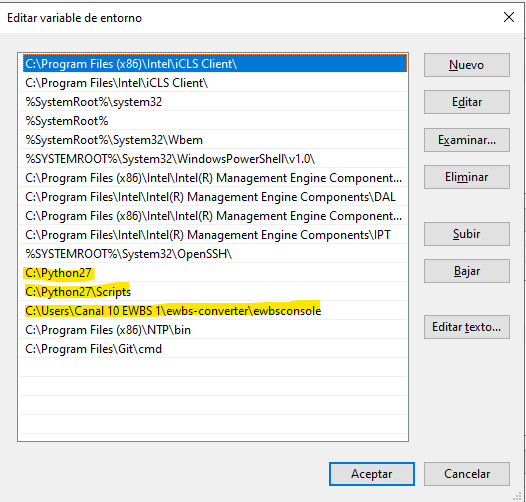 Editar variable de entorno
C:\Program Files (x86)\Intel\iCLS Client\
C:\Program Files\Intel\iCLS Client\
%SystemRoot%\system32
%SystemRoot%
%SystemRoot%\System32\Wbem
%SYSTEMROOT%\System32\WindowsPowerShell\v1.0\
C:\Program Files (x86)\Intel\Intel(R) Management Engine Component...
C:\Program Files\Intel\Intel(R) Management Engine Components\DAL
C:\Program Files (x86)\Intel\Intel(R) Management Engine Component...
C:\Program Files\Intel\Intel(R) Management Engine Components\IPT
%SYSTEMROOT%\System32\OpenSSH\
C:\Python27
C:\Python27\Scripts
C:\Users\Canal 10 EWBS 1\ewbs-converter\ewbsconsole
C:\Program Files (x86)\NTP\bin
C:\Program Files\Git\cmd
Nuevo
Editar
Examinar...
Eliminar
Subir
Bajar
Editar texto...
Aceptar
Cancelar